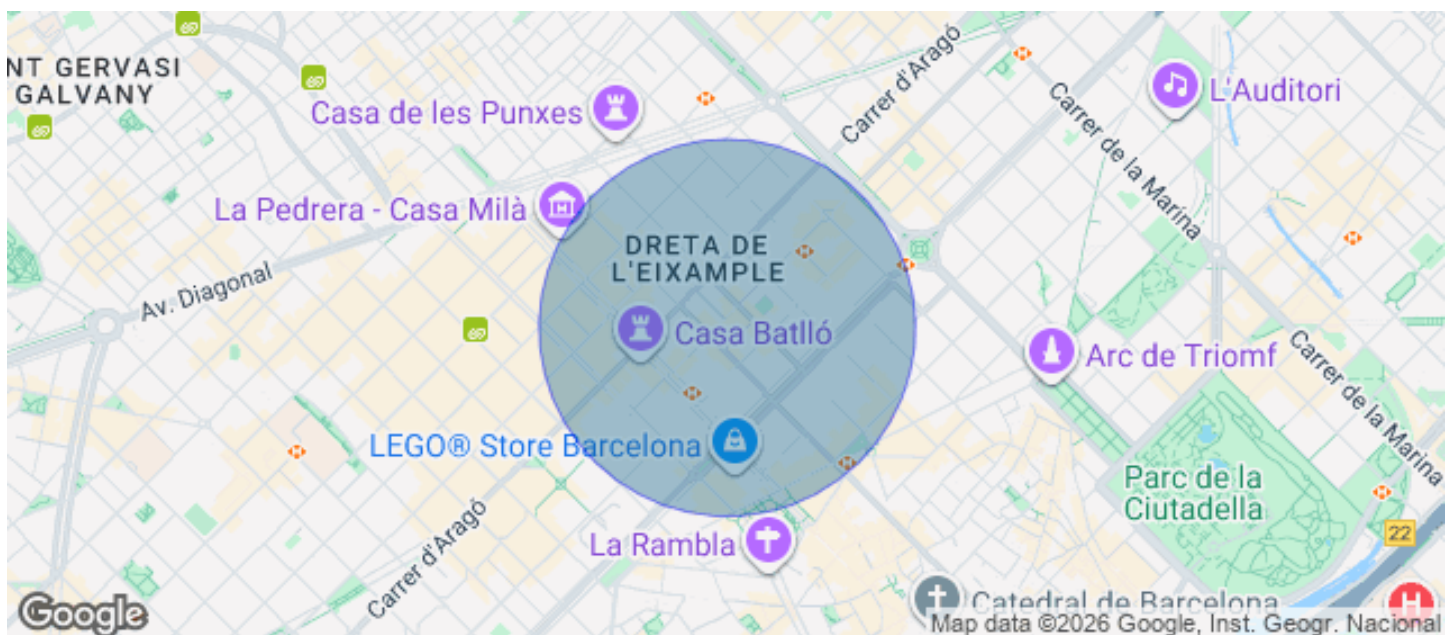 NT GERVASI
GALVANY
Casa de les Punxes
Carrer d'Aragó
L'Auditori
Carrer de la Marina
La Pedrera - Casa Milà
DRETA DE
L'EIXAMPLE
Av. Diagonal
Casa Batlló
Arc de Triomf
Carrer de la Marina
LEGO® Store Barcelona
Parc de la
Ciutadella
22
Carrer d'Aragó
La Rambla
Catedral de Barcelona
H
Google
Map data ©2026 Google, Inst. Geogr. Nacional